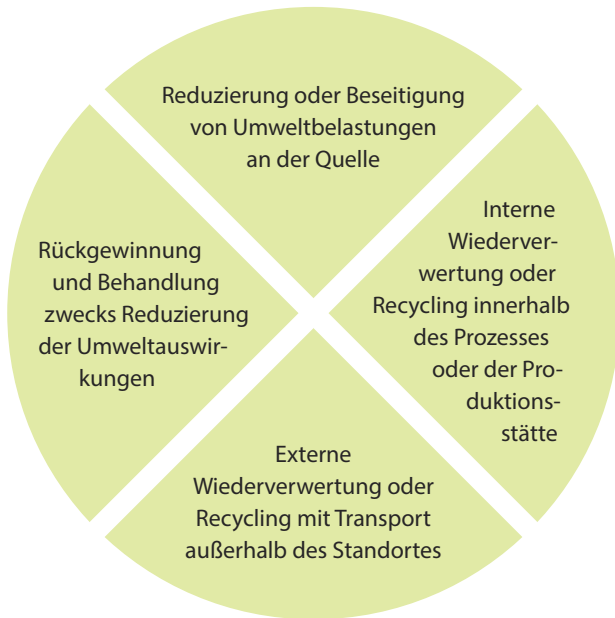 Reduzierung oder Beseitigung
von Umweltbelastungen
an der Quelle
Interne
Wiederver-
wertung oder
Recycling innerhalb
des Prozesses
oder der Pro-
duktions-
stätte
Externe
Wiederverwertung oder
Recycling mit Transport
außerhalb des Standortes
Rückgewinnung
und Behandlung
zwecks Reduzierung
der Umweltauswir-
kungen